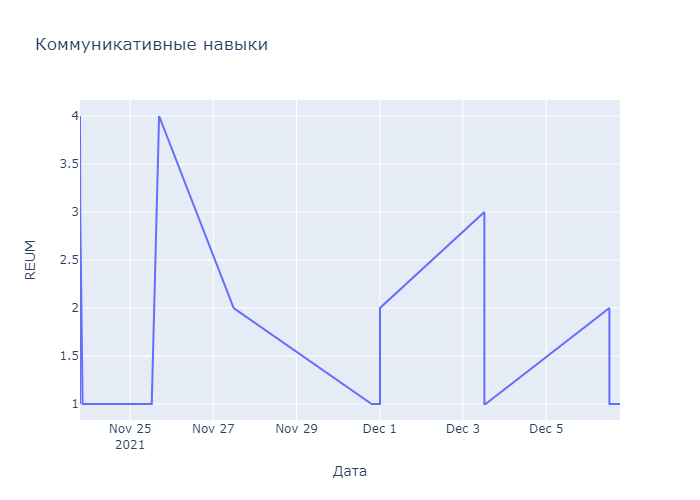 Коммуникативные навыки
REUM
4
3.5
3
2.5
2
1.5
1
Nov 25
2021
Nov 27
Nov 29
Dec 1
Dec 3
Dec 5
Дата